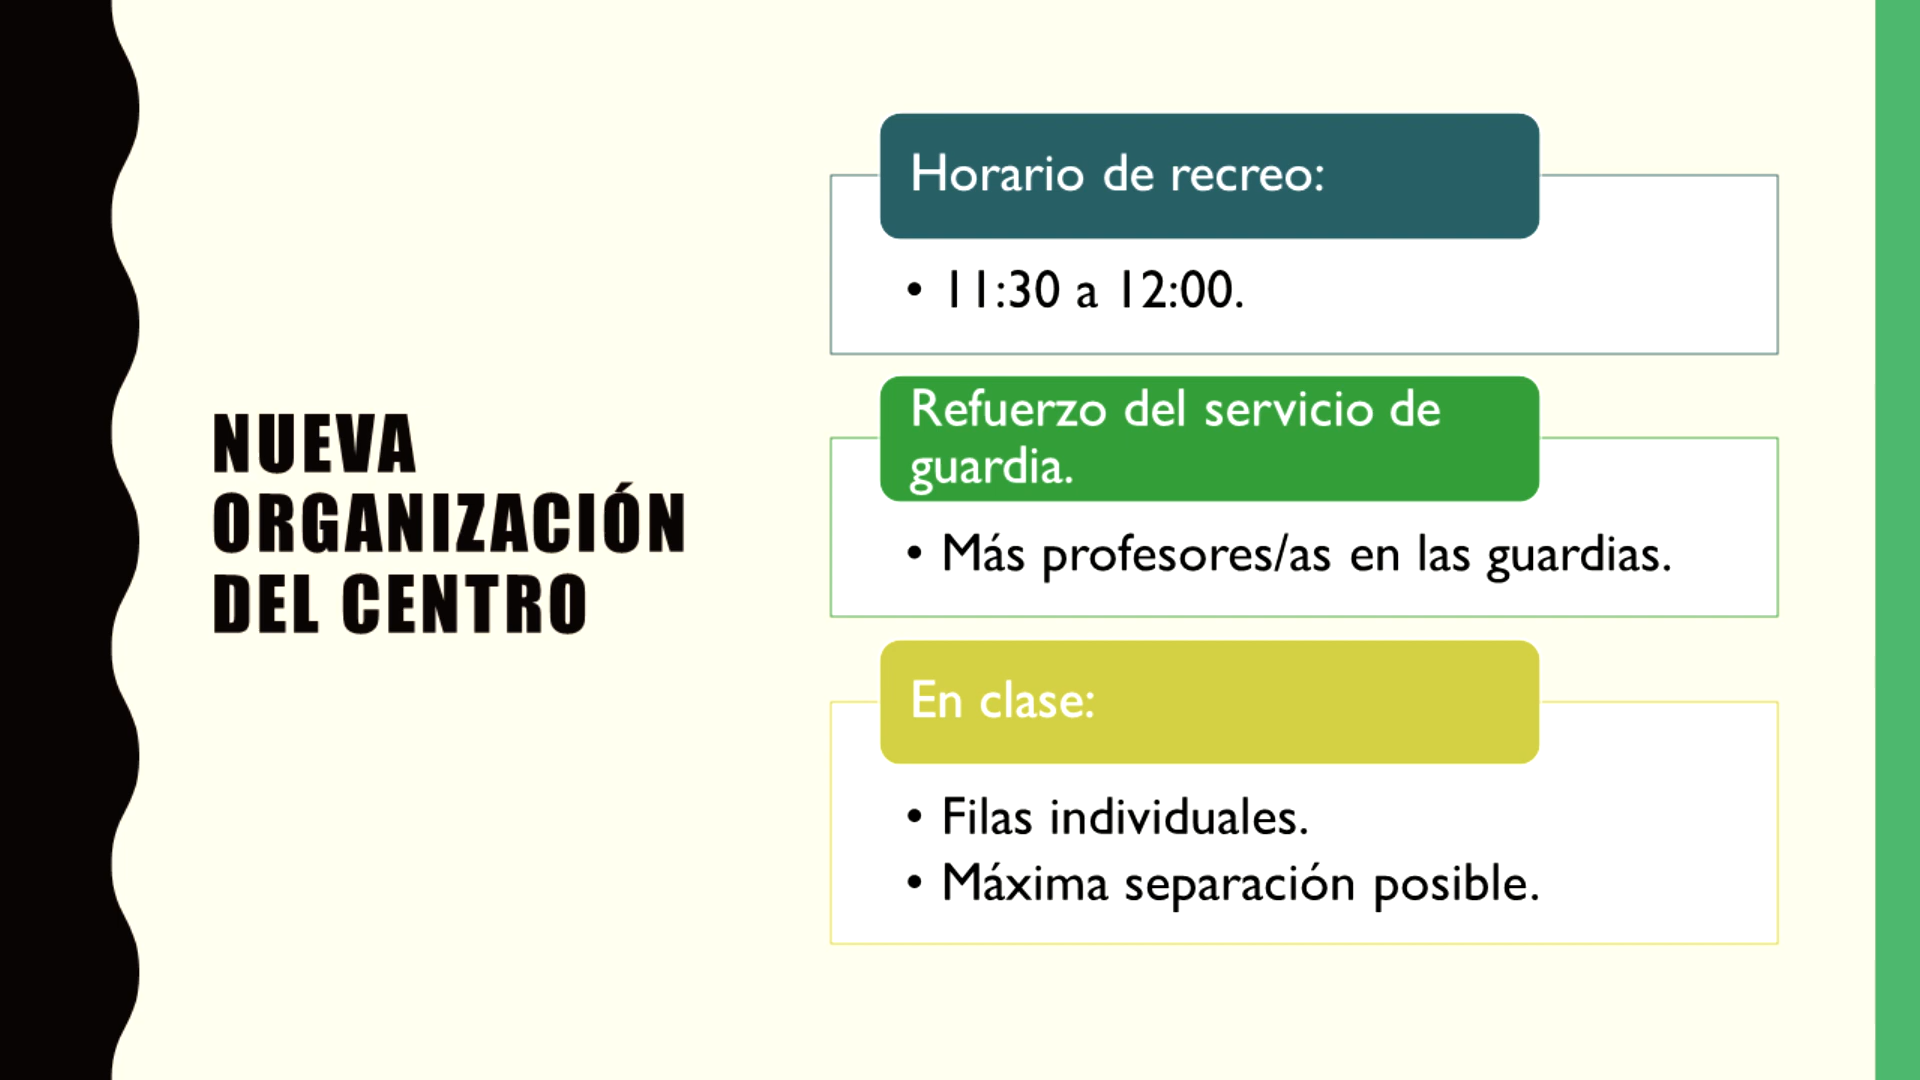 NUEVA
ORGANIZACIÓN
DEL CENTRO
Horario de recreo:
• 11:30 a 12:00.
Refuerzo del servicio de
guardia.
• Más profesores/as en las guardias.
En clase:
• Filas individuales.
• Máxima separación posible.